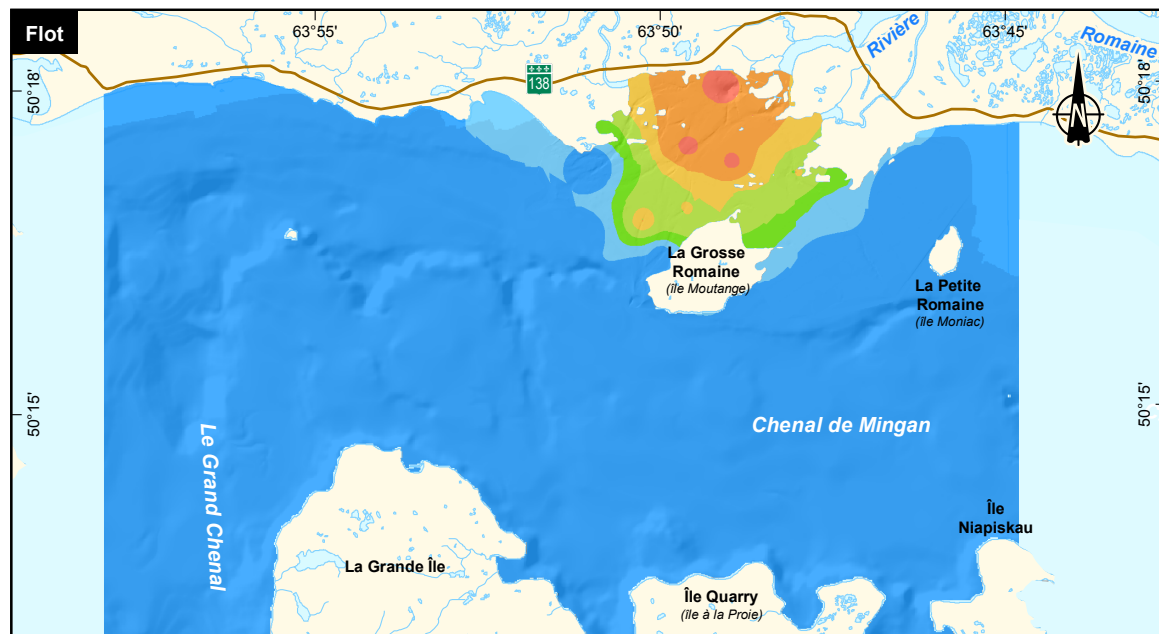 Flot
63°55'
63°50'
63°45'
Rivière
Romaine
138
50°18'
50°18'
La Grosse
Romaine
(île Moutange)
La Petite
Romaine
(île Moniac)
N
50°15'
50°15'
Chenal de Mingan
Le Grand Chenal
Île
Niapiskau
La Grande Île
Île Quarry
(île à la Proie)